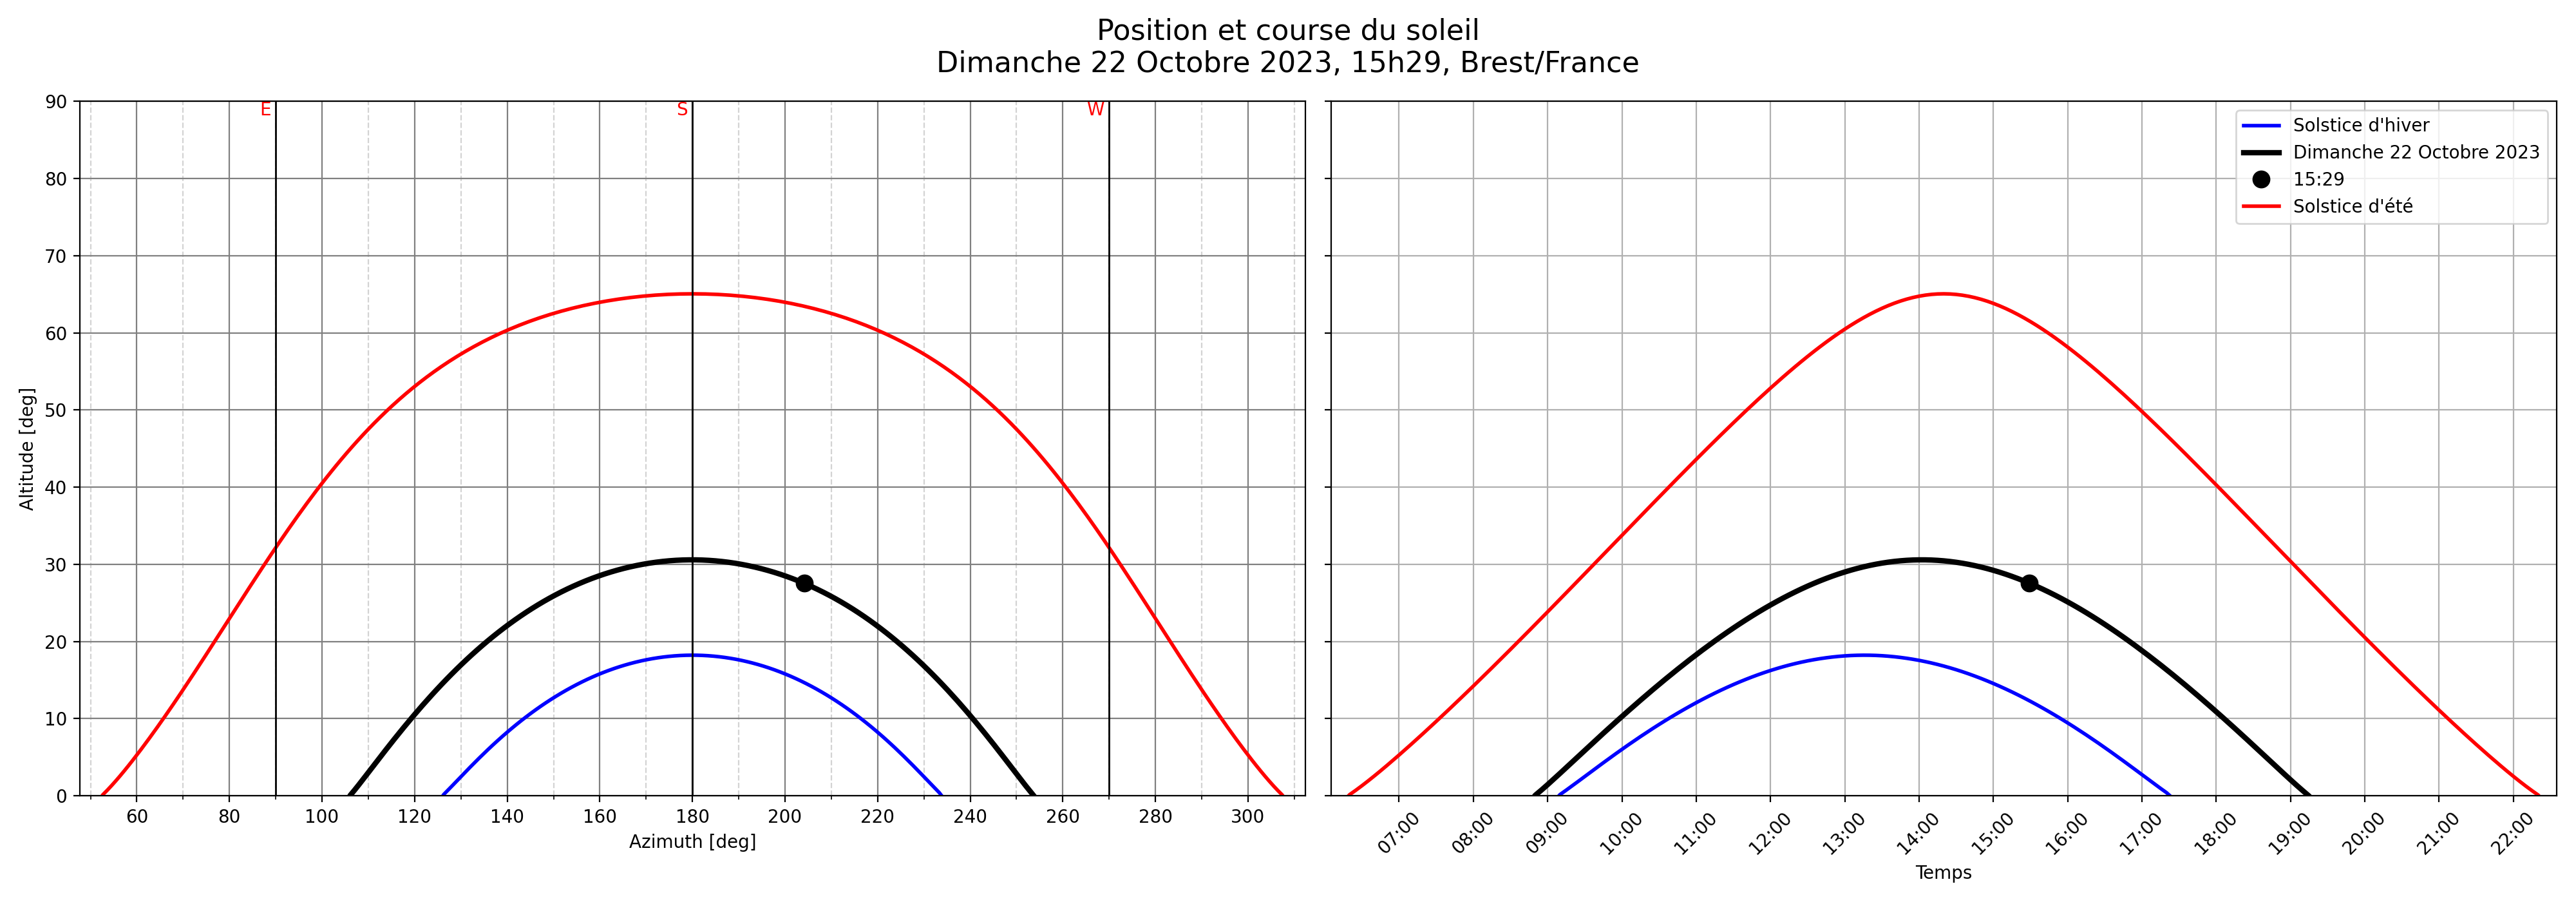 Position et course du soleil
Dimanche 22 Octobre 2023, 15h29, Brest/France
E
S
W
90
80
70
60
50
40
30
20
10
0
Altitude [deg]
60 80 100 120 140 160 180 200 220 240 260 280 300
Azimuth [deg]
Solstice d'hiver
Dimanche 22 Octobre 2023
15:29
Solstice d'été
07:00 08:00 09:00 10:00 11:00 12:00 13:00 14:00 15:00 16:00 17:00 18:00 19:00 20:00 21:00 22:00
Temps